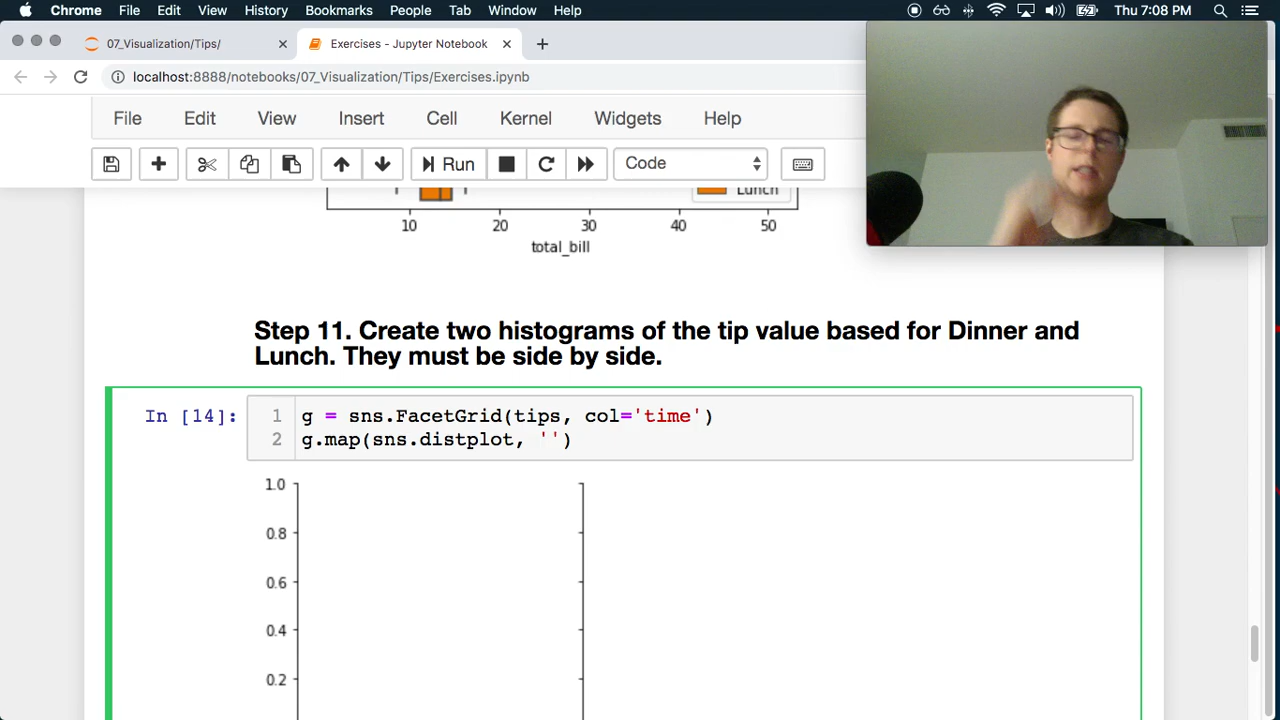 Chrome File Edit View History Bookmarks People Tab Window Help Thu 7:08 PM
07_Visualization/Tips/ Exercises - Jupyter Notebook
localhost:8888/notebooks/07_Visualization/Tips/Exercises.ipynb
File Edit View Insert Cell Kernel Widgets Help
Run Code
Lunch
10 20 30 40 50
total_bill
Step 11. Create two histograms of the tip value based for Dinner and
Lunch. They must be side by side.
In [14]: 1 g = sns.FacetGrid(tips, col='time')
2 g.map(sns.distplot, '')
1.0
0.8
0.6
0.4
0.2